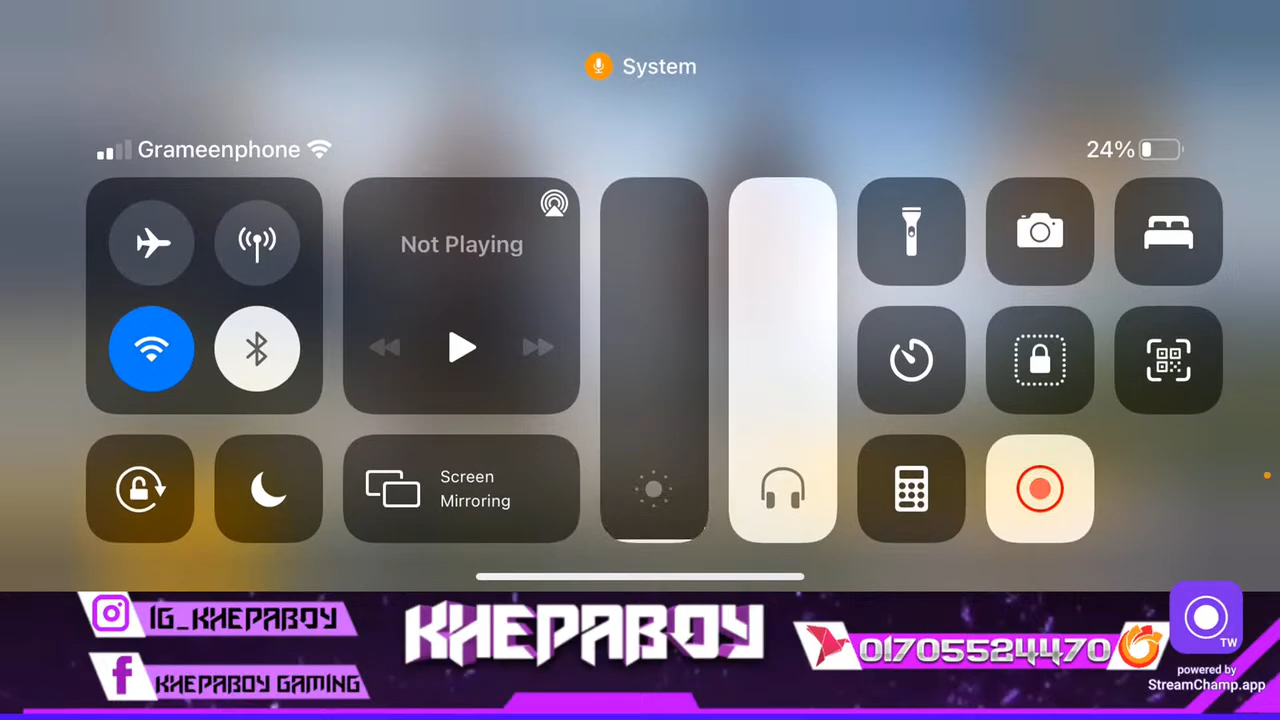 System
Grameenphone
24%
Not Playing
Screen
Mirroring
IG_KHEPABOY
KHEPABOY GAMING
KHEPABOY
01705524470
TW
powered by
StreamChamp.app